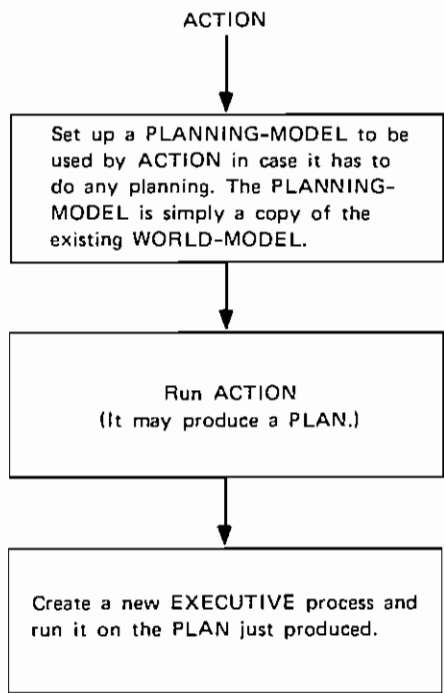 ACTION
Set up a PLANNING-MODEL to be
used by ACTION in case it has to
do any planning. The PLANNING-
MODEL is simply a copy of the
existing WORLD-MODEL.
Run ACTION
(It may produce a PLAN.)
Create a new EXECUTIVE process and
run it on the PLAN just produced.